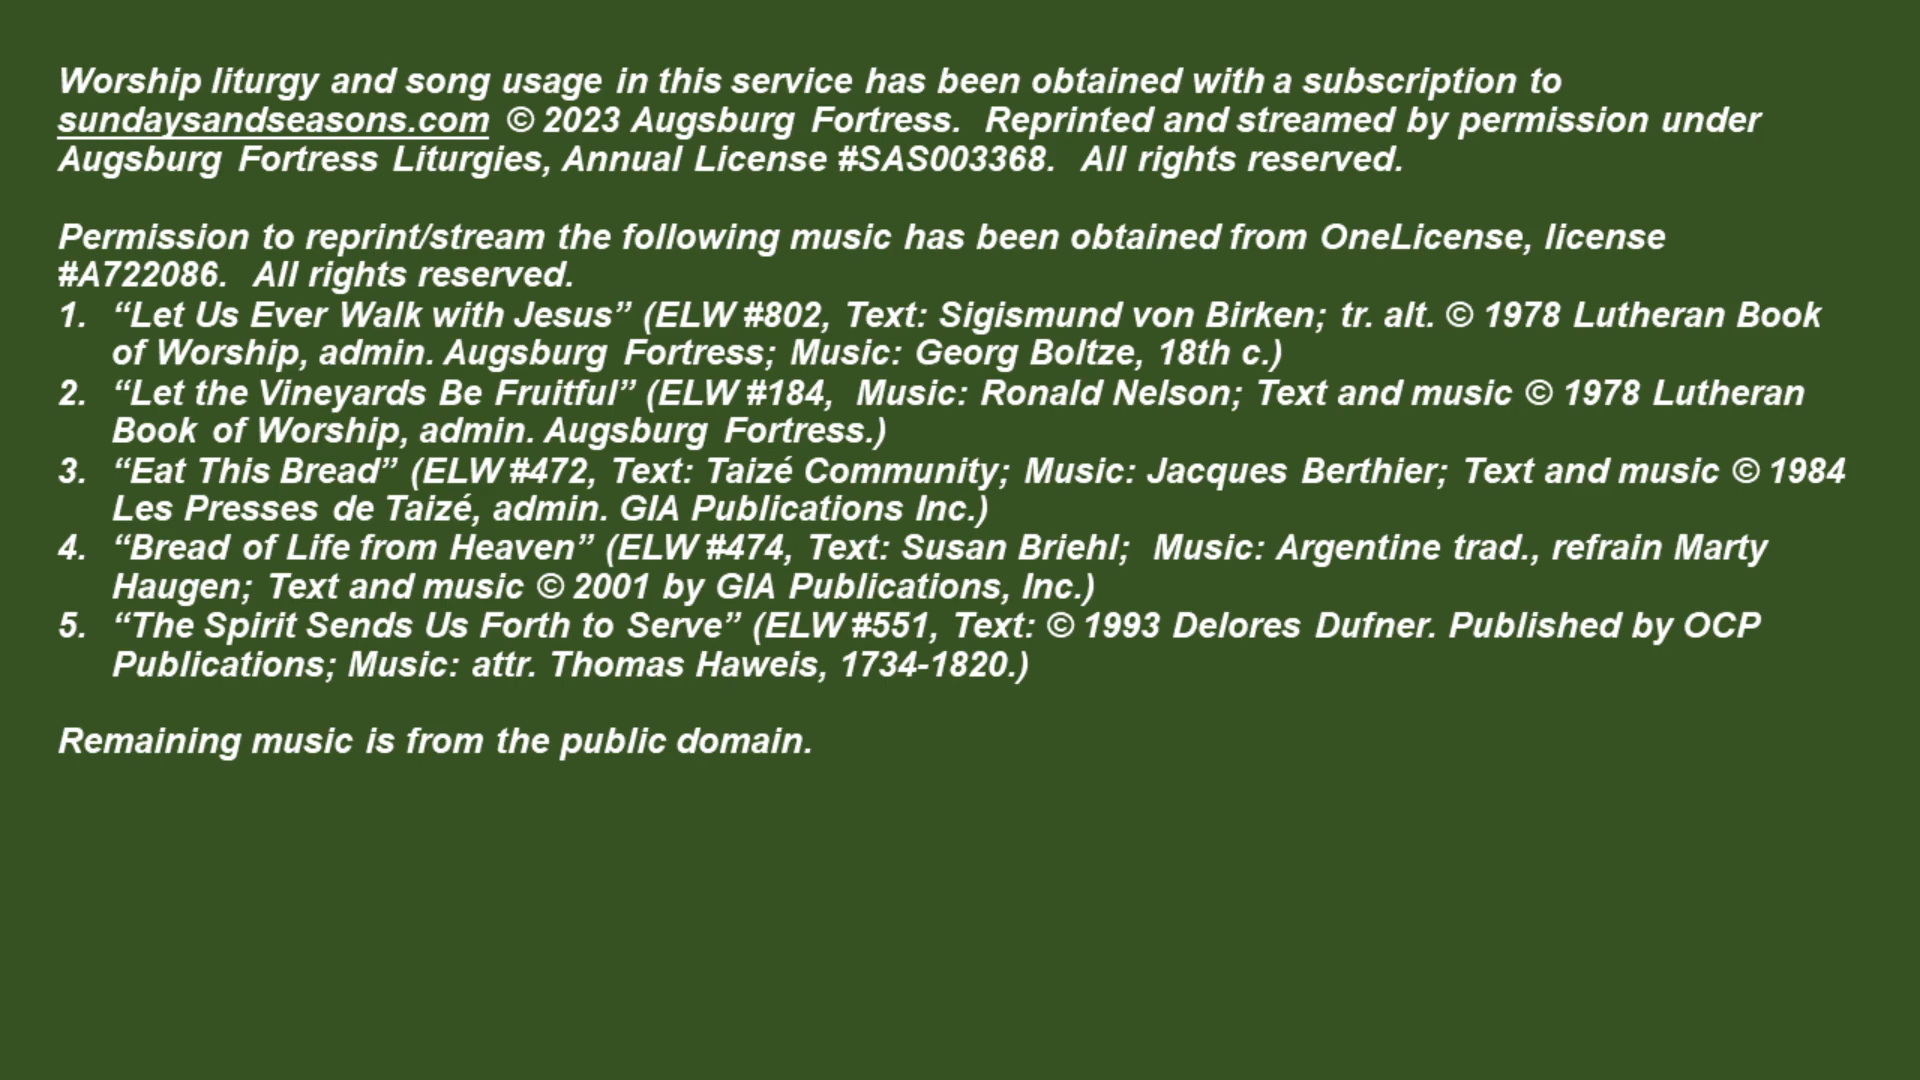 Worship liturgy and song usage in this service has been obtained with a subscription to
sundaysandseasons.com © 2023 Augsburg Fortress. Reprinted and streamed by permission under
Augsburg Fortress Liturgies, Annual License #SAS003368. All rights reserved.
Permission to reprint/stream the following music has been obtained from OneLicense, license
#A722086. All rights reserved.
1. “Let Us Ever Walk with Jesus” (ELW #802, Text: Sigismund von Birken; tr. alt. © 1978 Lutheran Book
of Worship, admin. Augsburg Fortress; Music: Georg Boltze, 18th c.)
2. “Let the Vineyards Be Fruitful” (ELW #184, Music: Ronald Nelson; Text and music © 1978 Lutheran
Book of Worship, admin. Augsburg Fortress.)
3. “Eat This Bread” (ELW #472, Text: Taizé Community; Music: Jacques Berthier; Text and music © 1984
Les Presses de Taizé, admin. GIA Publications Inc.)
4. “Bread of Life from Heaven” (ELW #474, Text: Susan Briehl; Music: Argentine trad., refrain Marty
Haugen; Text and music © 2001 by GIA Publications, Inc.)
5. “The Spirit Sends Us Forth to Serve” (ELW #551, Text: © 1993 Delores Dufner. Published by OCP
Publications; Music: attr. Thomas Haweis, 1734-1820.)
Remaining music is from the public domain.